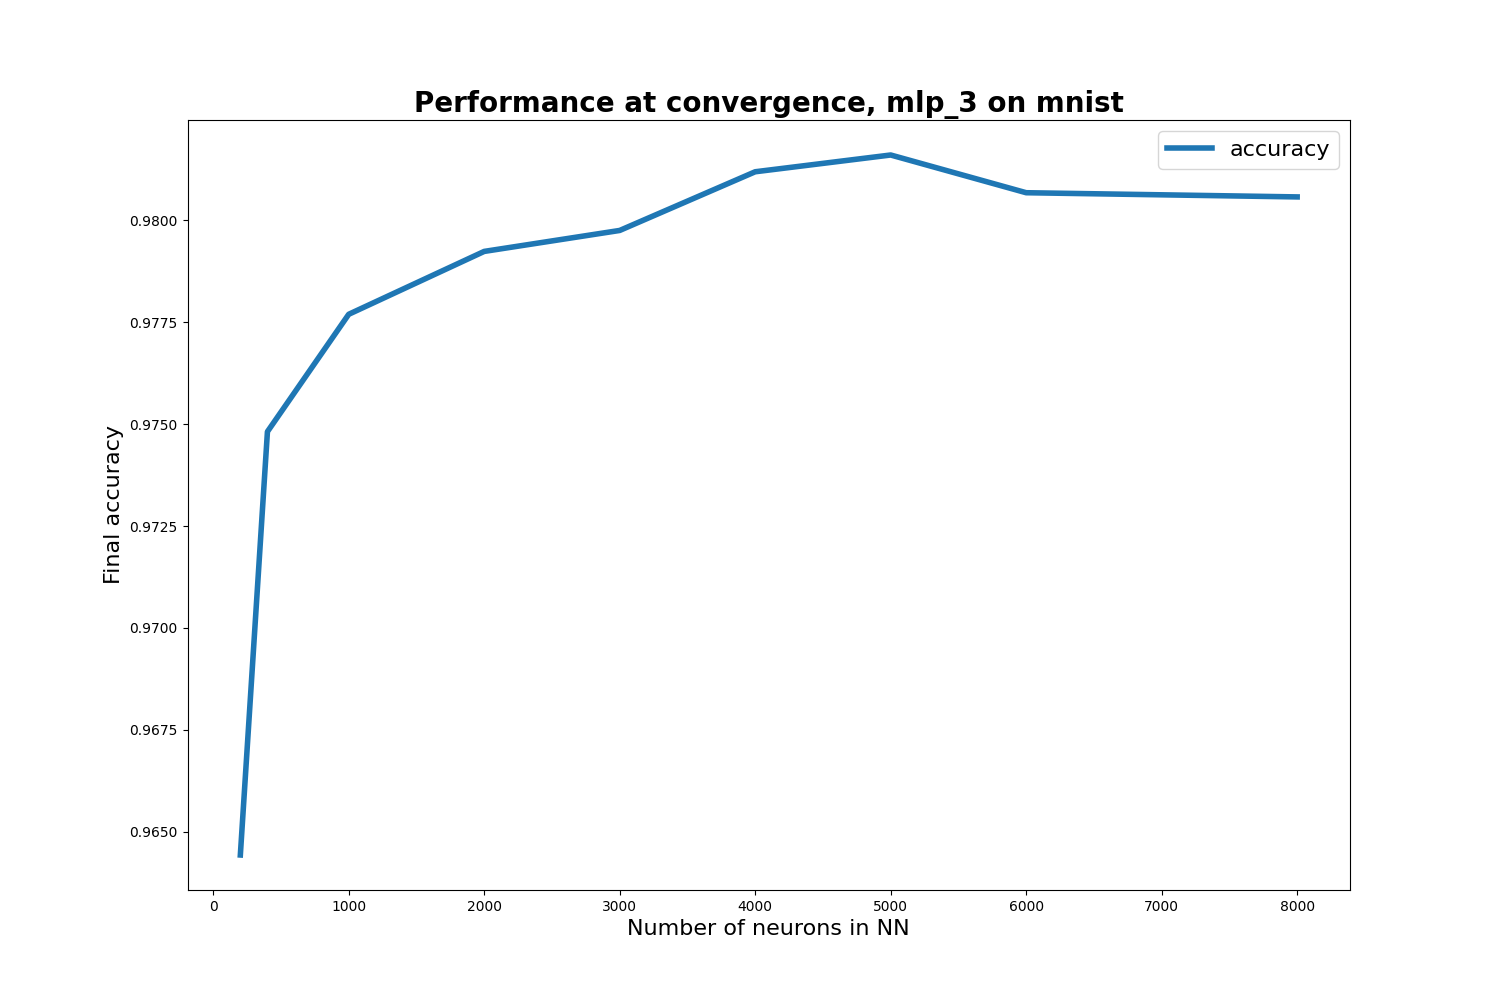 Performance at convergence, mlp_3 on mnist
accuracy
0.9800
0.9775
0.9750
0.9725
0.9700
0.9675
0.9650
Final accuracy
0 1000 2000 3000 4000 5000 6000 7000 8000
Number of neurons in NN